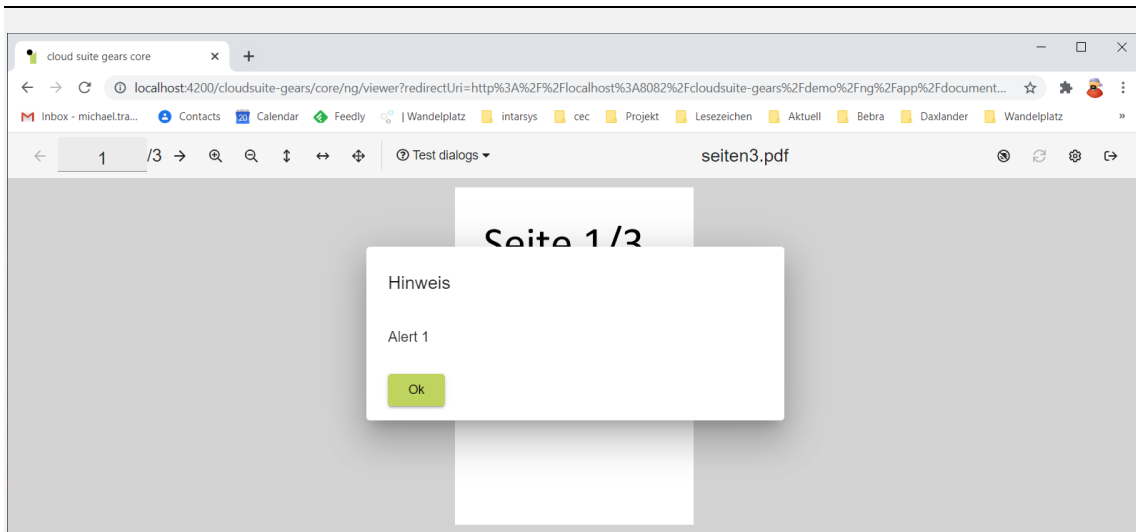 cloud suite gears core
localhost:4200/cloudsuite-gears/core/ng/viewer?redirectUri=http%3A%2F%2Flocalhost%3A8082%2Fcloudsuite-gears%2Fdemo%2Fng%2Fapp%2Fdocument...
Inbox - michael.tra... Contacts 20 Calendar Feedly | Wandelplatz intarsys cec Projekt Lesezeichen Aktuell Bebra Daxlander Wandelplatz »
1 /3 Test dialogs seiten3.pdf
Seite 1/3
Hinweis
Alert 1
Ok